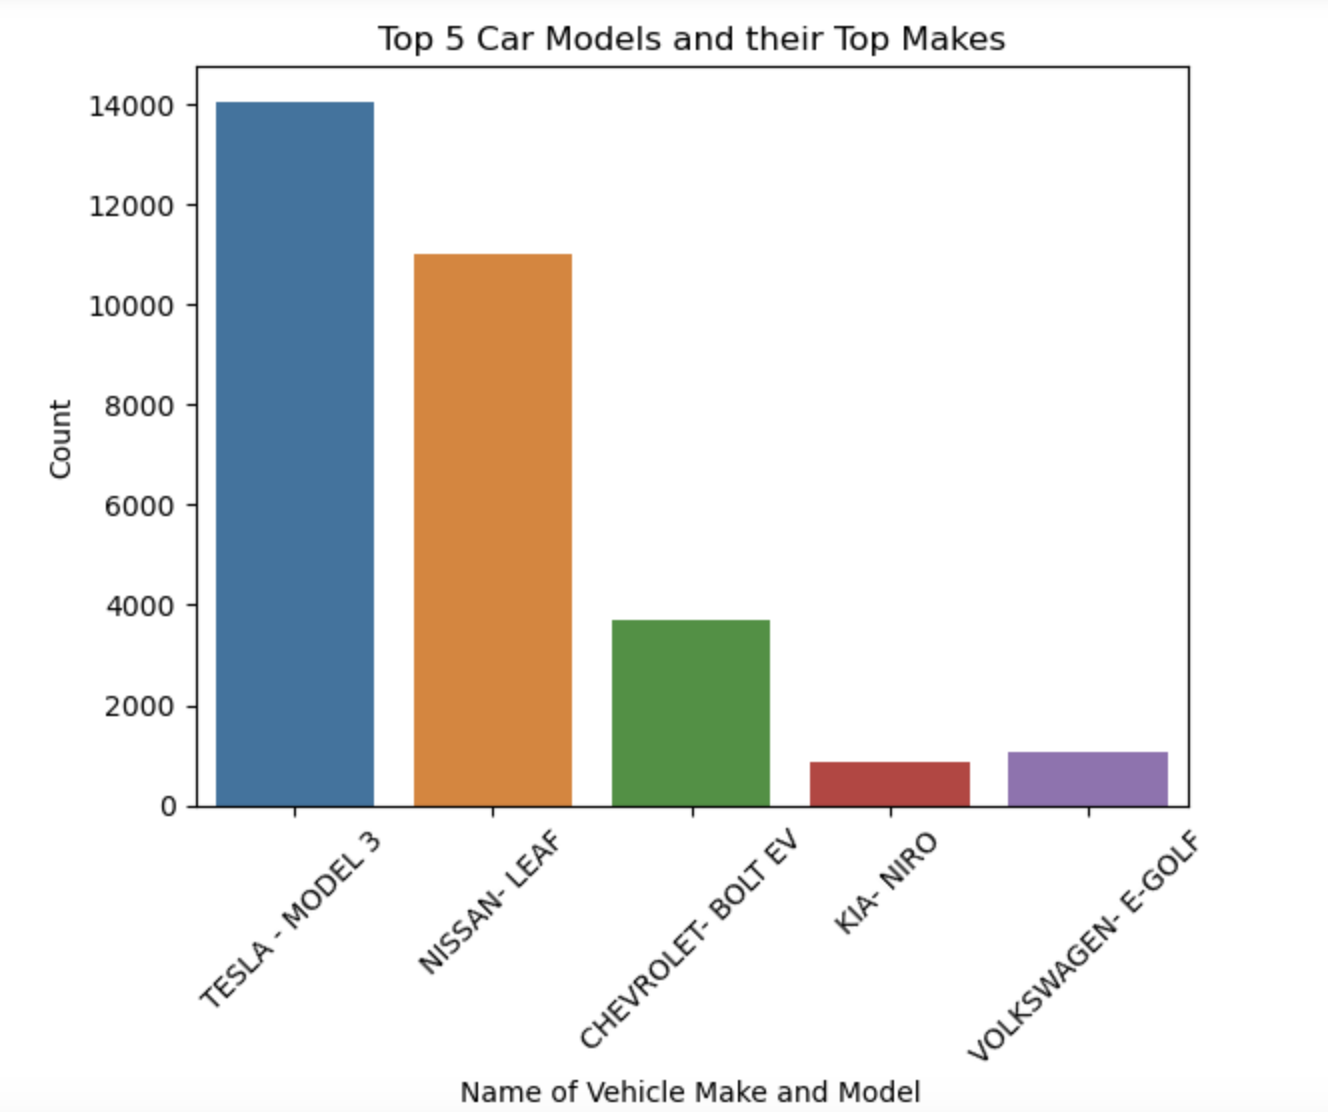 Top 5 Car Models and their Top Makes
14000
12000
10000
8000
6000
4000
2000
0
Count
TESLA - MODEL 3
NISSAN- LEAF
CHEVROLET- BOLT EV
KIA- NIRO
VOLKSWAGEN- E-GOLF
Name of Vehicle Make and Model